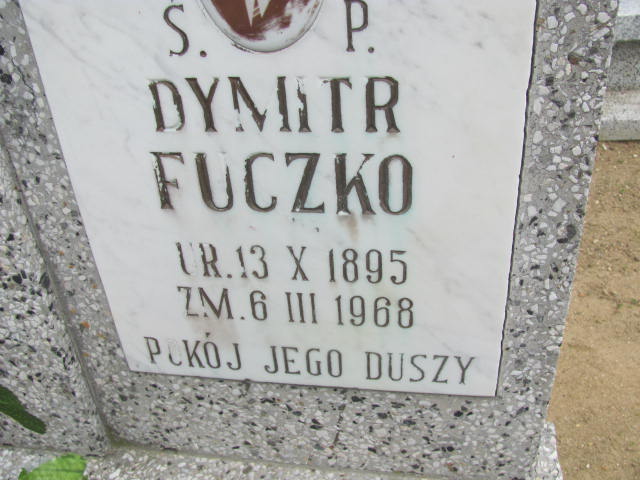 Ś. P.
DYMITR
FUCZKO
UR. 13 X 1895
ZM. 6 III 1968
POKÓJ JEGO DUSZY